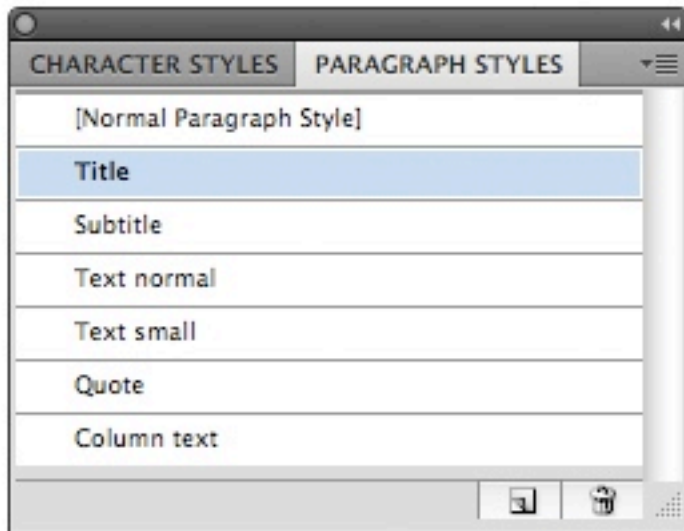 CHARACTER STYLES PARAGRAPH STYLES
[Normal Paragraph Style]
Title
Subtitle
Text normal
Text small
Quote
Column text